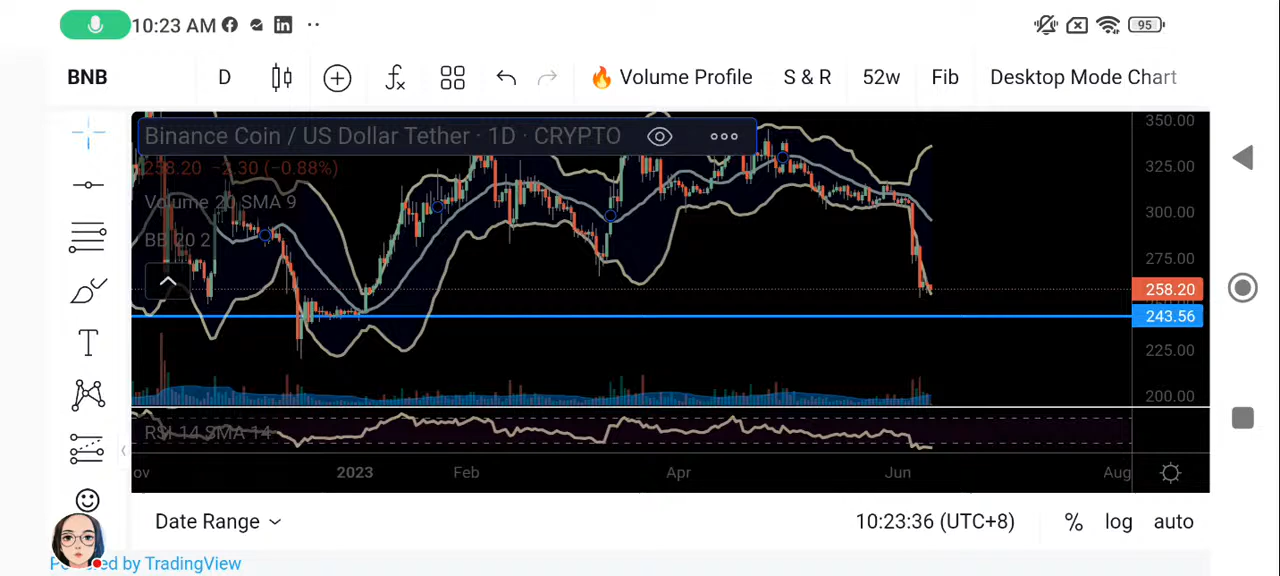 10:23 AM
95
BNB D Volume Profile S & R 52w Fib Desktop Mode Chart
Binance Coin / US Dollar Tether · 1D · CRYPTO
258.20 −2.30 (−0.88%)
Volume 20 SMA 9
BB 20 2
350.00
325.00
300.00
275.00
258.20
243.56
225.00
200.00
RSI 14 SMA 14
ov 2023 Feb Apr Jun Aug
Date Range 10:23:36 (UTC+8) % log auto
ed by TradingView